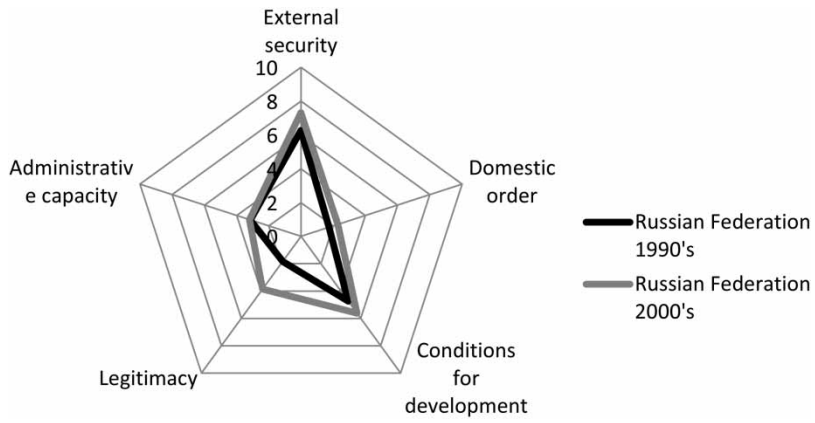 External
security
10
8
6
4
2
0
Administrativ
e capacity
Domestic
order
Legitimacy
Conditions
for
development
Russian Federation
1990's
Russian Federation
2000's